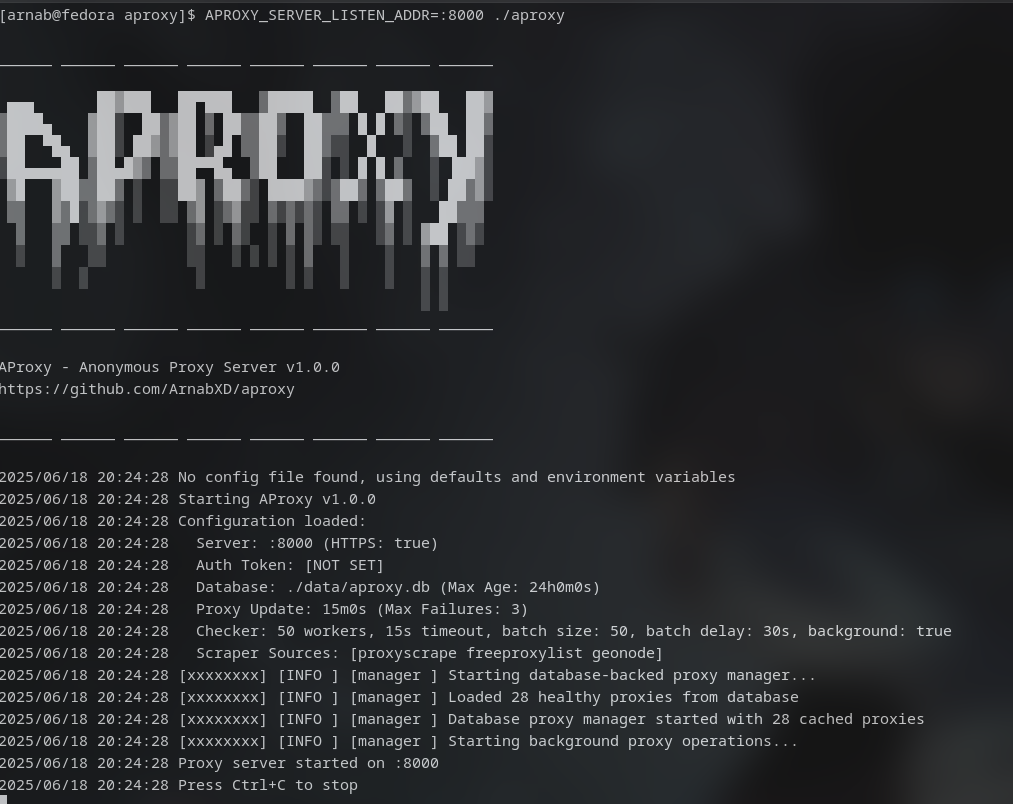 [arnab@fedora aproxy]$ APROXY_SERVER_LISTEN_ADDR=:8000 ./aproxy
APROXY
AProxy - Anonymous Proxy Server v1.0.0
https://github.com/ArnabXD/aproxy
2025/06/18 20:24:28 No config file found, using defaults and environment variables
2025/06/18 20:24:28 Starting AProxy v1.0.0
2025/06/18 20:24:28 Configuration loaded:
2025/06/18 20:24:28   Server: :8000 (HTTPS: true)
2025/06/18 20:24:28   Auth Token: [NOT SET]
2025/06/18 20:24:28   Database: ./data/aproxy.db (Max Age: 24h0m0s)
2025/06/18 20:24:28   Proxy Update: 15m0s (Max Failures: 3)
2025/06/18 20:24:28   Checker: 50 workers, 15s timeout, batch size: 50, batch delay: 30s, background: true
2025/06/18 20:24:28   Scraper Sources: [proxyscrape freeproxylist geonode]
2025/06/18 20:24:28 [xxxxxxxx] [INFO ] [manager ] Starting database-backed proxy manager...
2025/06/18 20:24:28 [xxxxxxxx] [INFO ] [manager ] Loaded 28 healthy proxies from database
2025/06/18 20:24:28 [xxxxxxxx] [INFO ] [manager ] Database proxy manager started with 28 cached proxies
2025/06/18 20:24:28 [xxxxxxxx] [INFO ] [manager ] Starting background proxy operations...
2025/06/18 20:24:28 Proxy server started on :8000
2025/06/18 20:24:28 Press Ctrl+C to stop